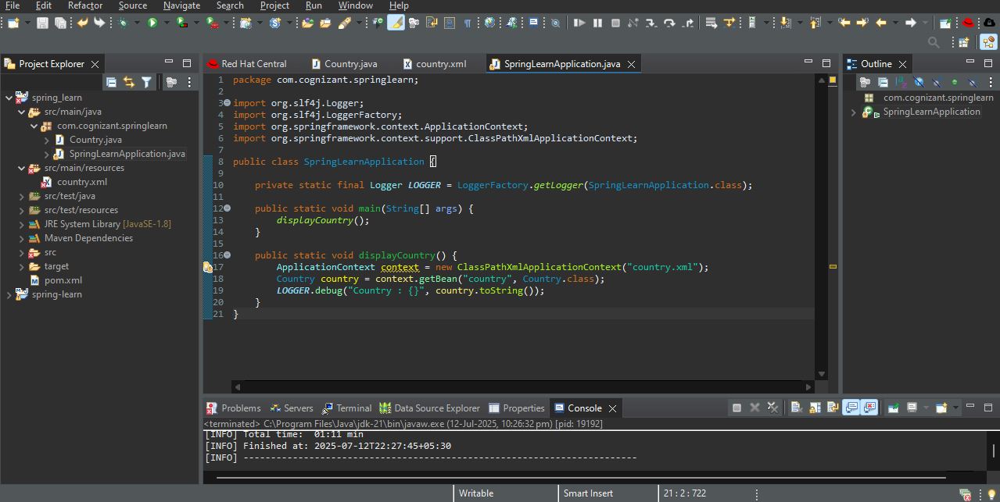 File Edit Refactor Source Navigate Search Project Run Window Help
Project Explorer
spring_learn
src/main/java
com.cognizant.springlearn
Country.java
SpringLearnApplication.java
src/main/resources
country.xml
src/test/java
src/test/resources
JRE System Library [JavaSE-1.8]
Maven Dependencies
src
target
pom.xml
spring-learn
Red Hat Central Country.java country.xml SpringLearnApplication.java
1 package com.cognizant.springlearn;
2
3 import org.slf4j.Logger;
4 import org.slf4j.LoggerFactory;
5 import org.springframework.context.ApplicationContext;
6 import org.springframework.context.support.ClassPathXmlApplicationContext;
7
8 public class SpringLearnApplication {
9
10 private static final Logger LOGGER = LoggerFactory.getLogger(SpringLearnApplication.class);
11
12 public static void main(String[] args) {
13 displayCountry();
14 }
15
16 public static void displayCountry() {
17 ApplicationContext context = new ClassPathXmlApplicationContext("country.xml");
18 Country country = context.getBean("country", Country.class);
19 LOGGER.debug("Country : {}", country.toString());
20 }
21 }
Outline
com.cognizant.springlearn
SpringLearnApplication
Problems Servers Terminal Data Source Explorer Properties Console
<terminated> C:\Program Files\Java\jdk-21\bin\javaw.exe (12-Jul-2025, 10:26:32 pm) [pid: 19192]
[INFO] Total time: 01:11 min
[INFO] Finished at: 2025-07-12T22:27:45+05:30
[INFO] ------------------------------------------------------------------------
Writable Smart Insert 21 : 2 : 722